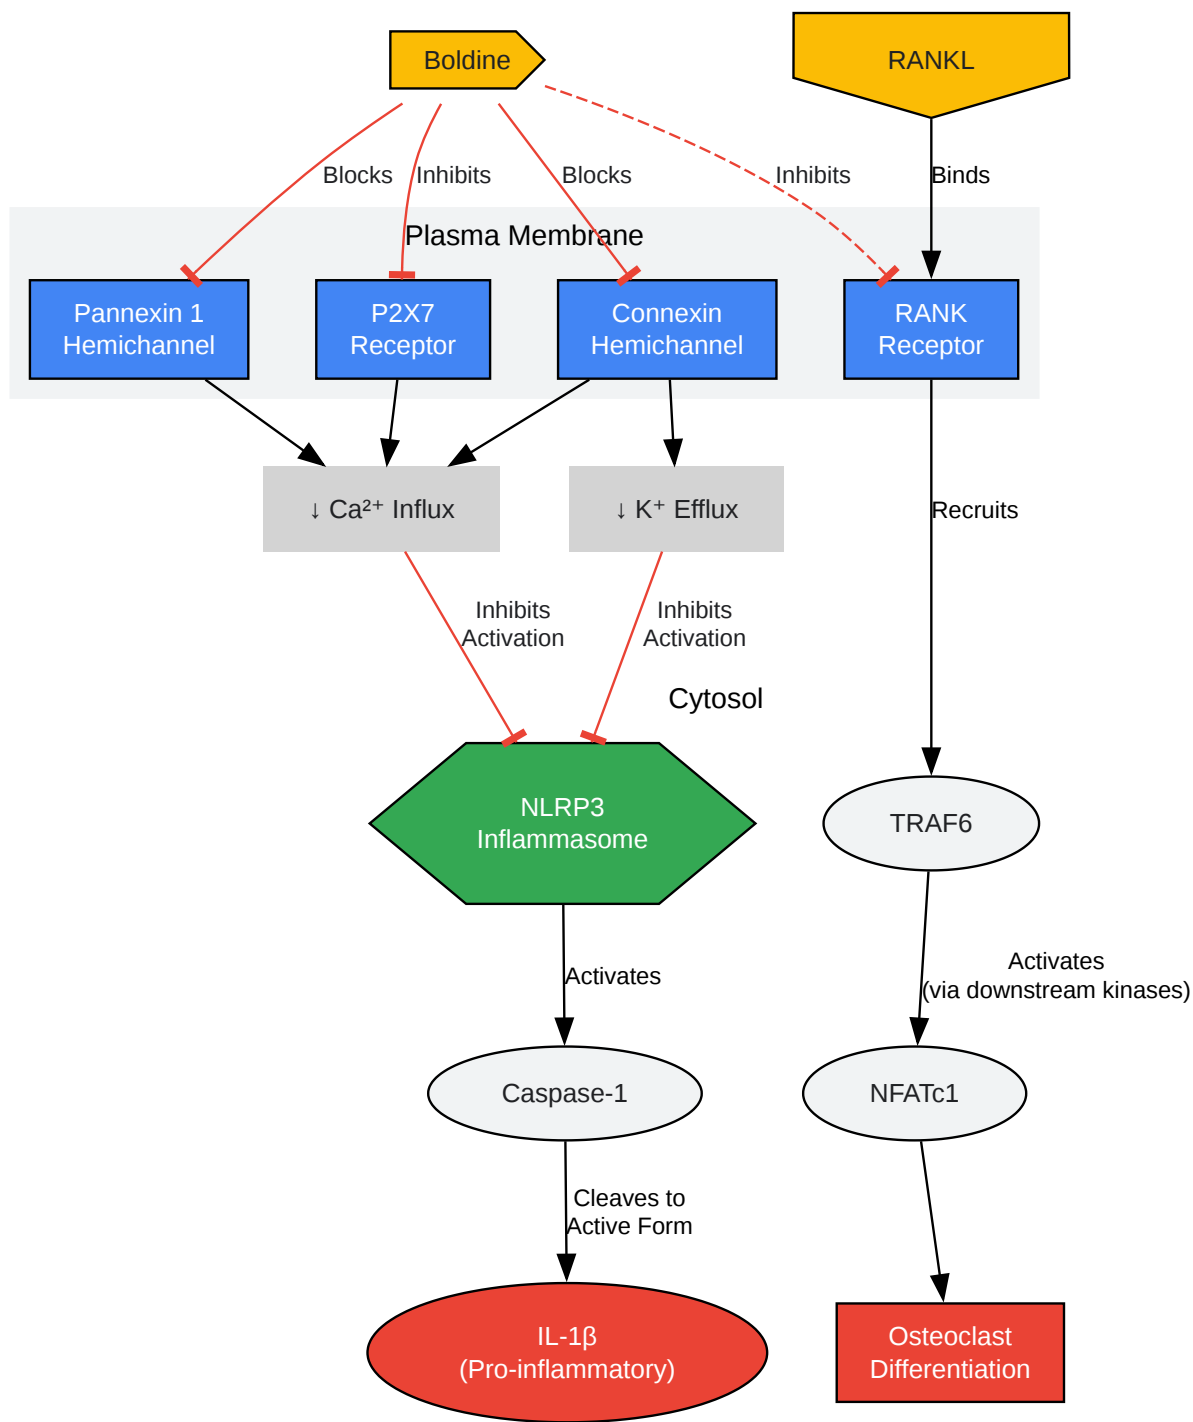 Boldine
RANKL
Blocks
Inhibits
Blocks
Inhibits
Binds
Plasma Membrane
Pannexin 1
Hemichannel
P2X7
Receptor
Connexin
Hemichannel
RANK
Receptor
↓ Ca²⁺ Influx
↓ K⁺ Efflux
Recruits
Inhibits
Activation
Inhibits
Activation
Cytosol
NLRP3
Inflammasome
TRAF6
Activates
Activates
(via downstream kinases)
Caspase-1
NFATc1
Cleaves to
Active Form
IL-1β
(Pro-inflammatory)
Osteoclast
Differentiation